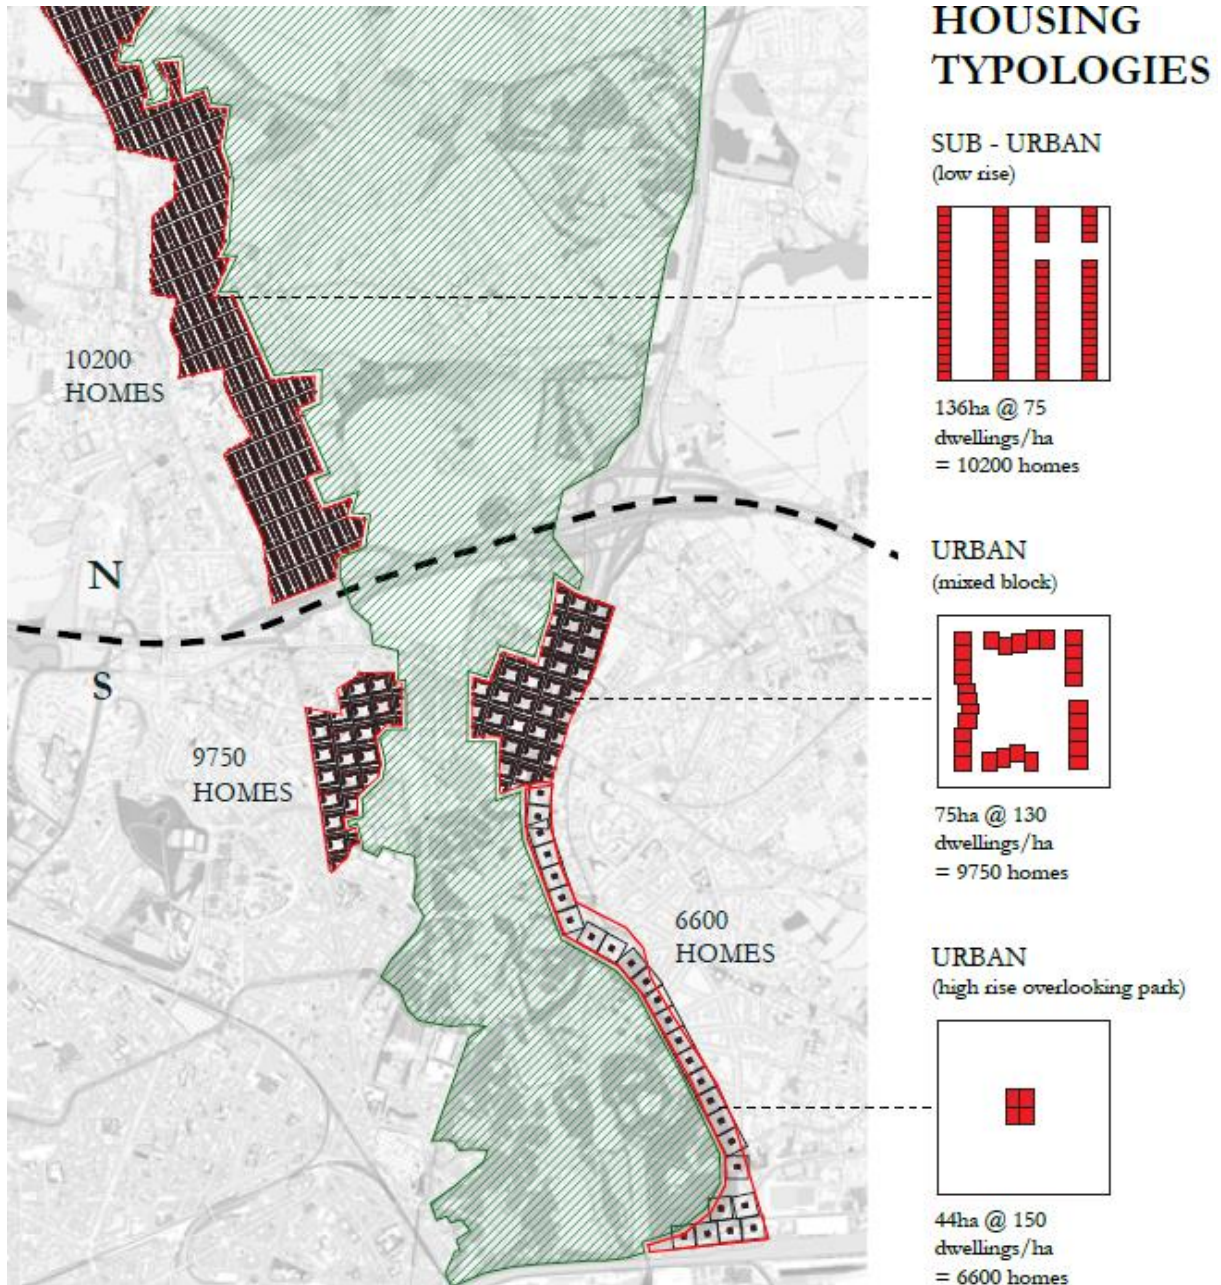 HOUSING
TYPOLOGIES
SUB - URBAN
(low rise)
136ha @ 75
dwellings/ha
= 10200 homes
URBAN
(mixed block)
75ha @ 130
dwellings/ha
= 9750 homes
URBAN
(high rise overlooking park)
44ha @ 150
dwellings/ha
= 6600 homes
10200
HOMES
N
S
9750
HOMES
6600
HOMES